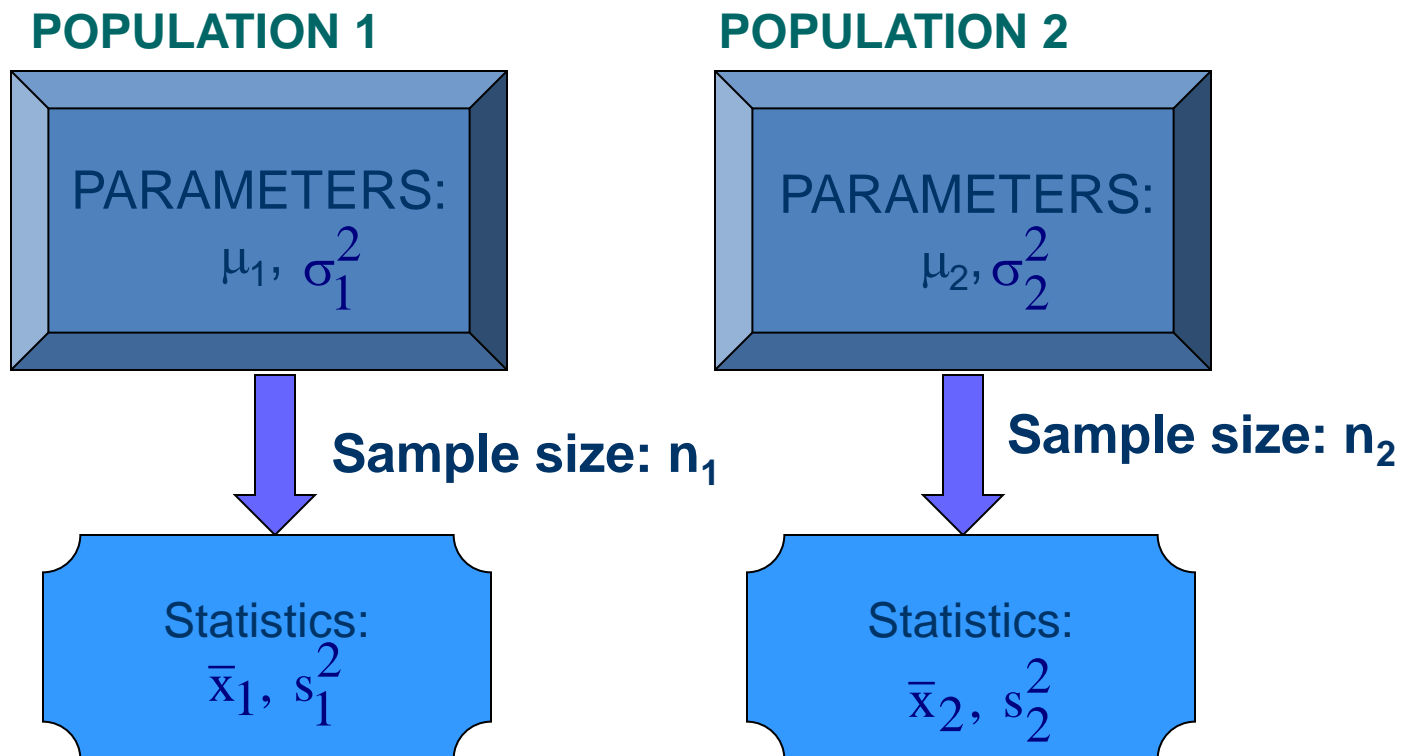 POPULATION 1
PARAMETERS:
μ₁, σ₁²
Sample size: n₁
Statistics:
x̅₁, s₁²
POPULATION 2
PARAMETERS:
μ₂, σ₂²
Sample size: n₂
Statistics:
x̅₂, s₂²